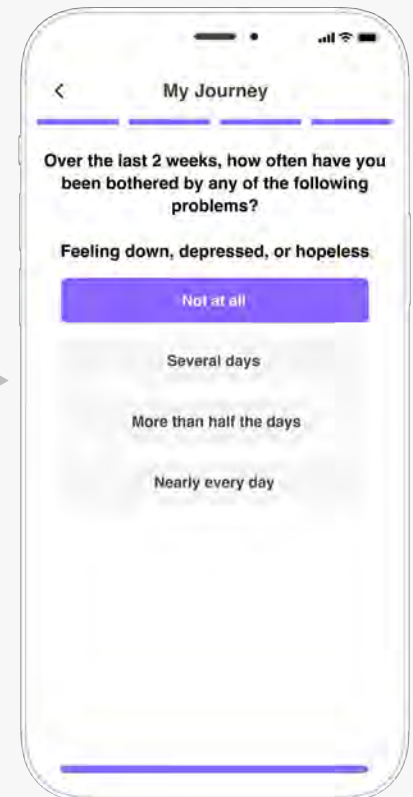 My Journey
Over the last 2 weeks, how often have you
been bothered by any of the following
problems?
Feeling down, depressed, or hopeless
Not at all
Several days
More than half the days
Nearly every day